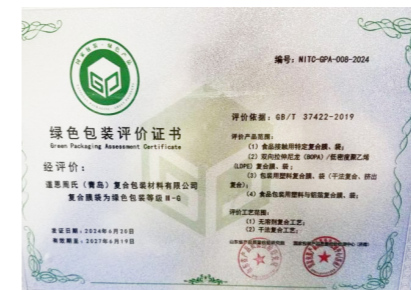 编号：NITC-GPA-008-2024
绿色包装评价证书
Green Packaging Assessment Certificate
经评价：
道恩周氏（青岛）复合包装材料有限公司
复合膜袋为绿色包装等级 Ⅲ-G
发证日期：2024年6月20日
有效期至：2027年6月19日
评价依据：GB/T 37422-2019
评价产品范围：
（1）食品接触用特定复合膜、袋；
（2）双向拉伸尼龙（BOPA）/低密度聚乙烯
（LDPE）复合膜、袋；
（3）包装用塑料复合膜、袋（干法复合、挤出
复合）；
（4）食品包装用塑料与铝箔复合膜、袋。
评价工艺范围：
（1）无溶剂复合工艺；
（2）干法复合工艺；